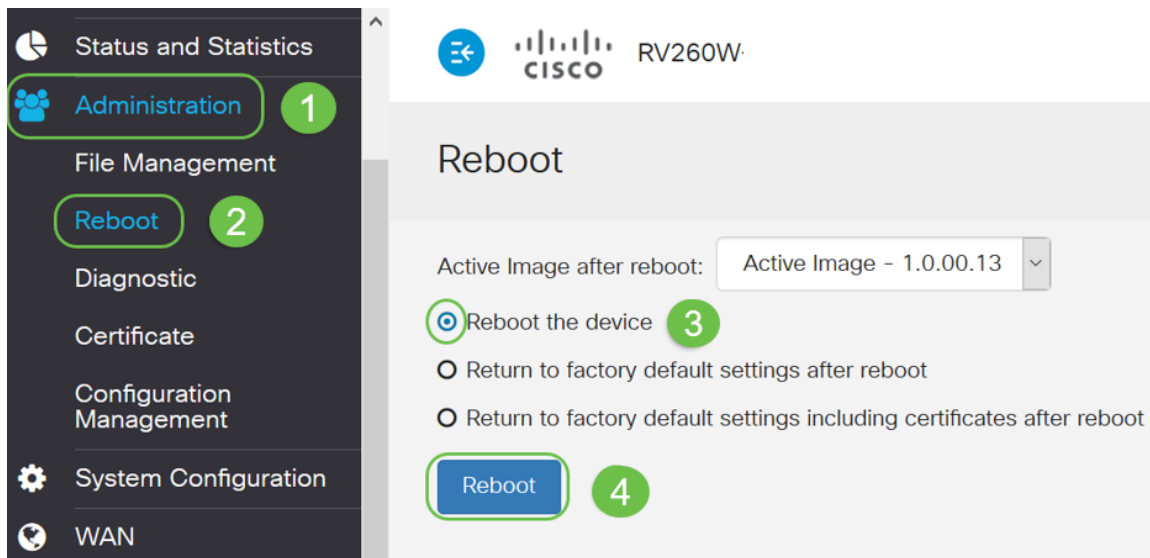 Status and Statistics
Administration
1
File Management
Reboot
2
Diagnostic
Certificate
Configuration
Management
System Configuration
WAN
CISCO
RV260W
Reboot
Active Image after reboot: Active Image - 1.0.00.13
Reboot the device
3
Return to factory default settings after reboot
Return to factory default settings including certificates after reboot
Reboot
4